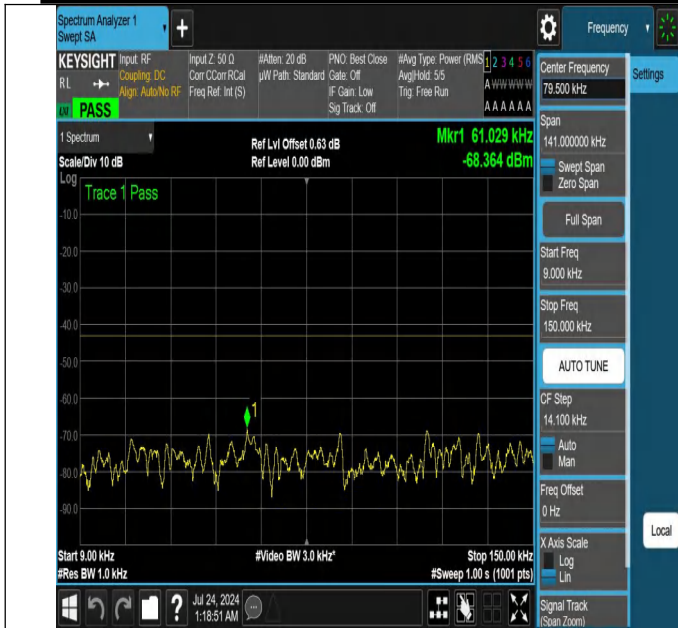 Spectrum Analyzer 1
Swept SA
+
Frequency
KEYSIGHT
RL
PASS
Input: RF
Coupling: DC
Align: Auto/No RF
Input Z: 50 Ω
Corr CCorr RCal
Freq Ref: Int (S)
#Atten: 20 dB
µW Path: Standard
PNO: Best Close
Gate: Off
IF Gain: Low
Sig Track: Off
#Avg Type: Power (RMS
Avg|Hold: 5/5
Trig: Free Run
1 2 3 4 5 6
A W W W W W
A A A A A A
1 Spectrum
Scale/Div 10 dB
Ref Lvl Offset 0.63 dB
Ref Level 0.00 dBm
Mkr1 61.029 kHz
-68.364 dBm
Log
Trace 1 Pass
-10.0
-20.0
-30.0
-40.0
-50.0
-60.0
-70.0
-80.0
-90.0
1
Start 9.00 kHz
#Res BW 1.0 kHz
#Video BW 3.0 kHz*
Stop 150.00 kHz
#Sweep 1.00 s (1001 pts)
?
Jul 24, 2024
1:18:51 AM
Center Frequency
79.500 kHz
Span
141.000000 kHz
Swept Span
Zero Span
Full Span
Start Freq
9.000 kHz
Stop Freq
150.000 kHz
AUTO TUNE
CF Step
14.100 kHz
Auto
Man
Freq Offset
0 Hz
X Axis Scale
Log
Lin
Signal Track
(Span Zoom)
Settings
Local